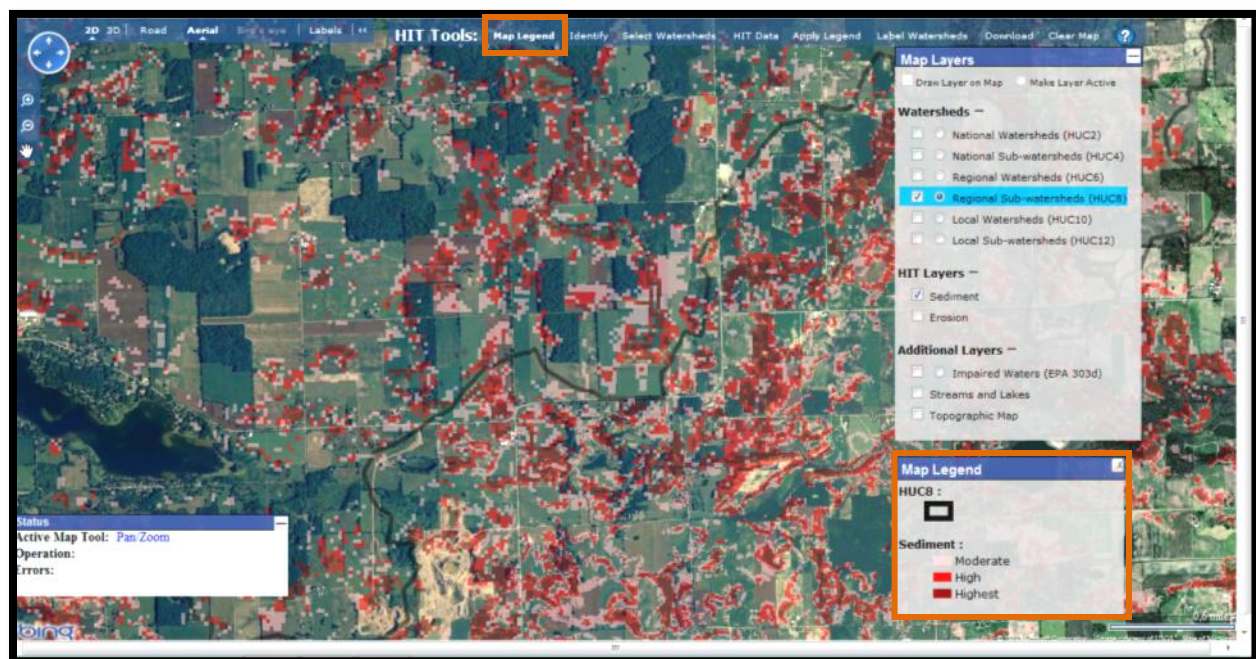 2D 3D Road Aerial Bird's eye Labels << HIT Tools: Map Legend Identify Select Watersheds HIT Data Apply Legend Label Watersheds Download Clear Map ?
Map Layers
Draw Layer on Map Make Layer Active
Watersheds −
National Watersheds (HUC2)
National Sub-watersheds (HUC4)
Regional Watersheds (HUC6)
Regional Sub-watersheds (HUC8)
Local Watersheds (HUC10)
Local Sub-watersheds (HUC12)
HIT Layers −
Sediment
Erosion
Additional Layers −
Impaired Waters (EPA 303d)
Streams and Lakes
Topographic Map
Map Legend
HUC8 :
Sediment :
Moderate
High
Highest
Status
Active Map Tool: Pan/Zoom
Operation:
Errors:
bing
0.6 miles